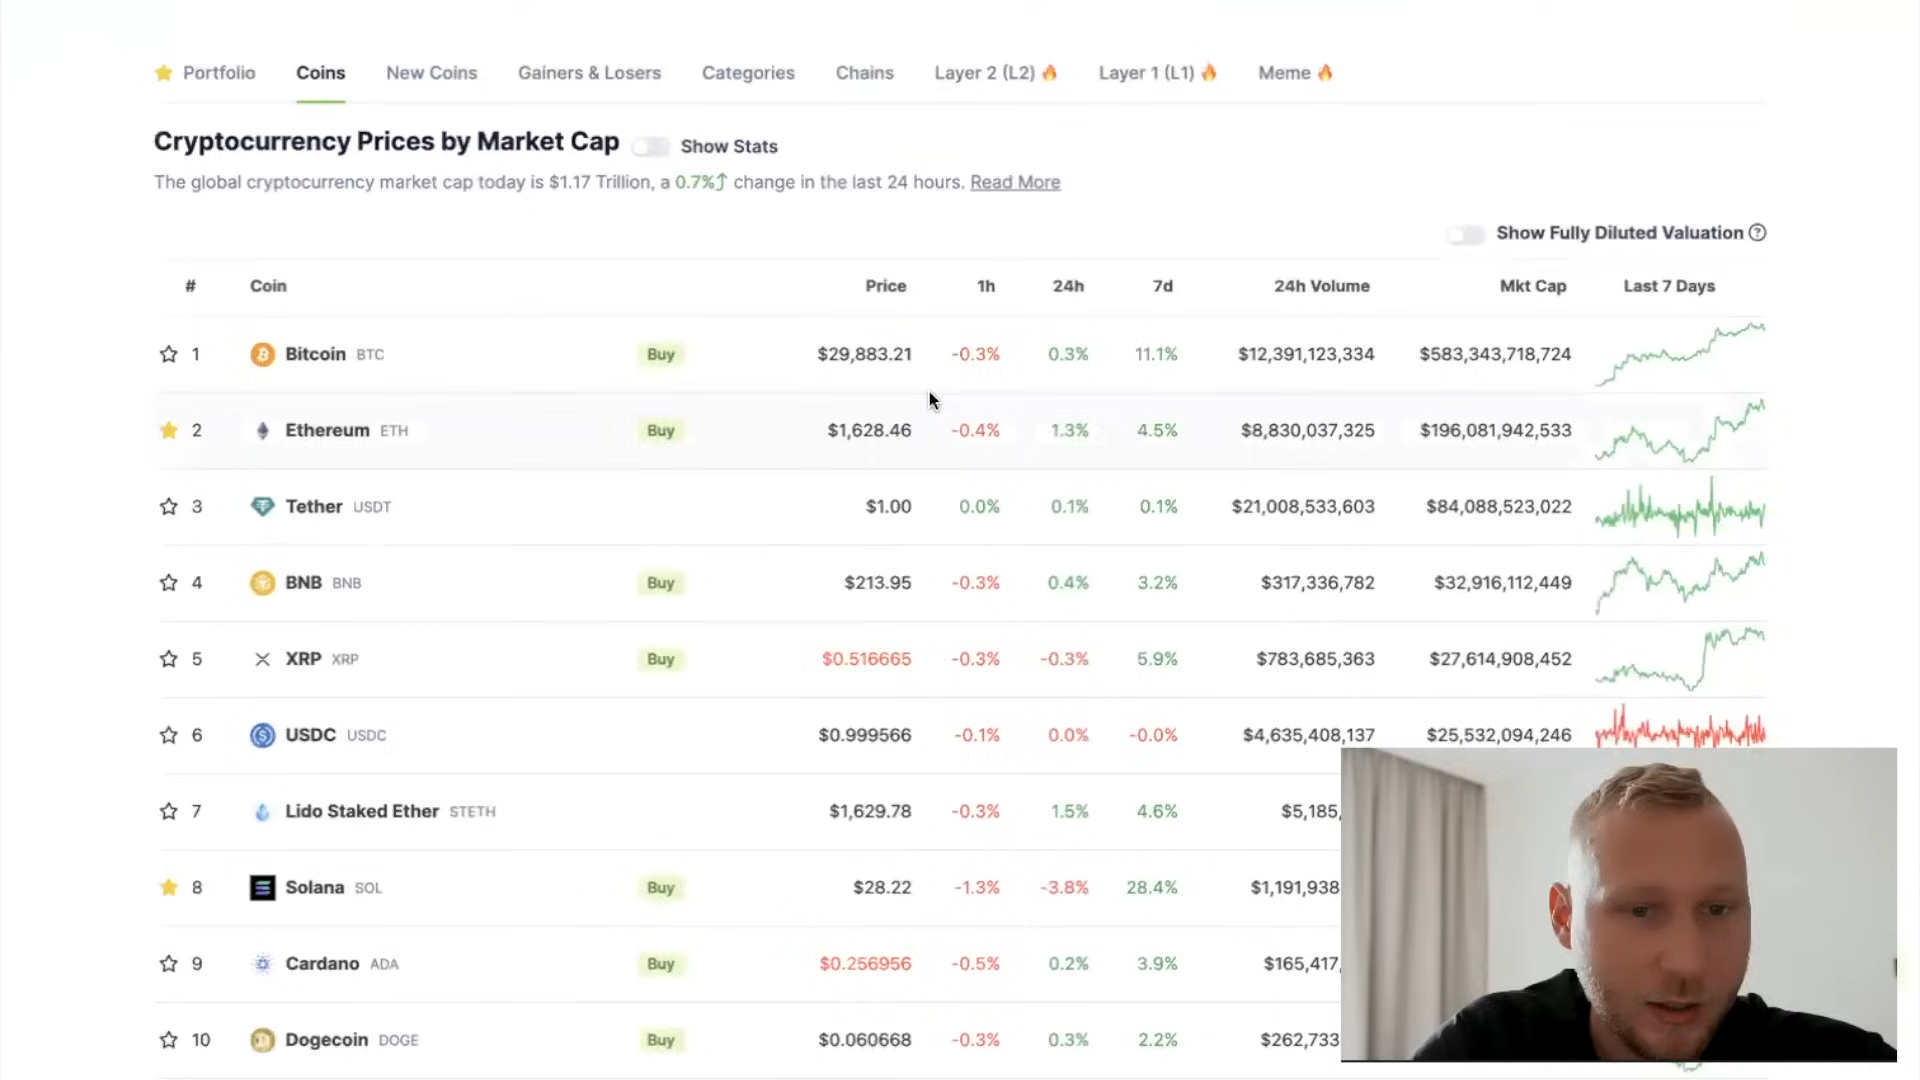 Portfolio Coins New Coins Gainers & Losers Categories Chains Layer 2 (L2) 🔥 Layer 1 (L1) 🔥 Meme 🔥
Cryptocurrency Prices by Market Cap Show Stats
The global cryptocurrency market cap today is $1.17 Trillion, a 0.7% change in the last 24 hours. Read More
Show Fully Diluted Valuation ?
# Coin Price 1h 24h 7d 24h Volume Mkt Cap Last 7 Days
1 Bitcoin BTC Buy $29,883.21 -0.3% 0.3% 11.1% $12,391,123,334 $583,343,718,724
2 Ethereum ETH Buy $1,628.46 -0.4% 1.3% 4.5% $8,830,037,325 $196,081,942,533
3 Tether USDT $1.00 0.0% 0.1% 0.1% $21,008,533,603 $84,088,523,022
4 BNB BNB Buy $213.95 -0.3% 0.4% 3.2% $317,336,782 $32,916,112,449
5 XRP XRP Buy $0.516665 -0.3% -0.3% 5.9% $783,685,363 $27,614,908,452
6 USDC USDC $0.999566 -0.1% 0.0% -0.0% $4,635,408,137 $25,532,094,246
7 Lido Staked Ether STETH $1,629.78 -0.3% 1.5% 4.6% $5,185,
8 Solana SOL Buy $28.22 -1.3% -3.8% 28.4% $1,191,938
9 Cardano ADA Buy $0.256956 -0.5% 0.2% 3.9% $165,417,
10 Dogecoin DOGE Buy $0.060668 -0.3% 0.3% 2.2% $262,733